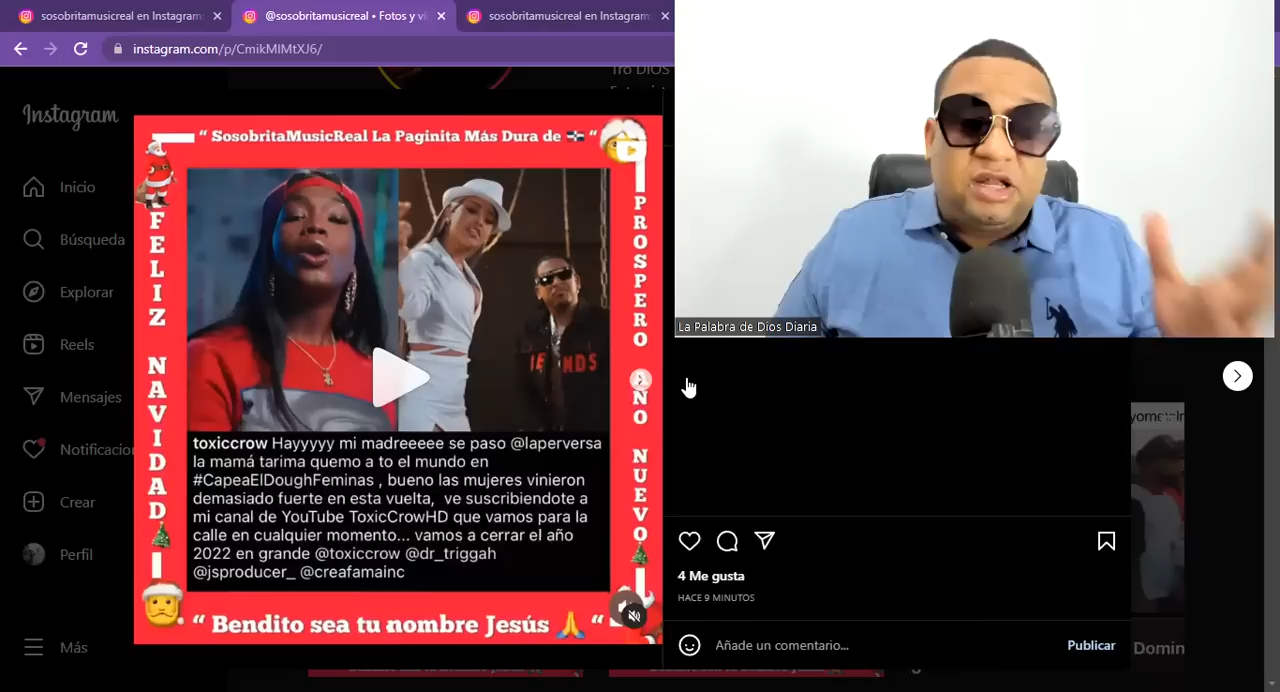 sosobritamusicreal en Instagram:
@sosobritamusicreal • Fotos y vi
sosobritamusicreal en Instagram:
instagram.com/p/CmikMlMtXJ6/
Tro DIOS
Instagram
Inicio
Búsqueda
Explorar
Reels
Mensajes
Notificacion
Crear
Perfil
Más
“ SosobritaMusicReal La Paginita Más Dura de 🇩🇴 “
FELIZ NAVIDAD
PROSPERO AÑO NUEVO
toxiccrow Hayyyyy mi madreeeee se paso @laperversa
la mamá tarima quemo a to el mundo en
#CapeaElDoughFeminas , bueno las mujeres vinieron
demasiado fuerte en esta vuelta, ve suscribiendote a
mi canal de YouTube ToxicCrowHD que vamos para la
calle en cualquier momento... vamos a cerrar el año
2022 en grande @toxiccrow @dr_triggah
@jsproducer_ @creafamainc
“ Bendito sea tu nombre Jesús 🙏 “
La Palabra de Dios Diaria
4 Me gusta
HACE 9 MINUTOS
Añade un comentario...
Publicar
Domin